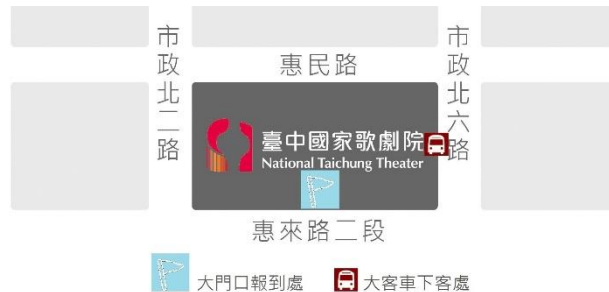 市政北二路
惠民路
市政北六路
臺中國家歌劇院
National Taichung Theater
惠來路二段
大門口報到處
大客車下客處